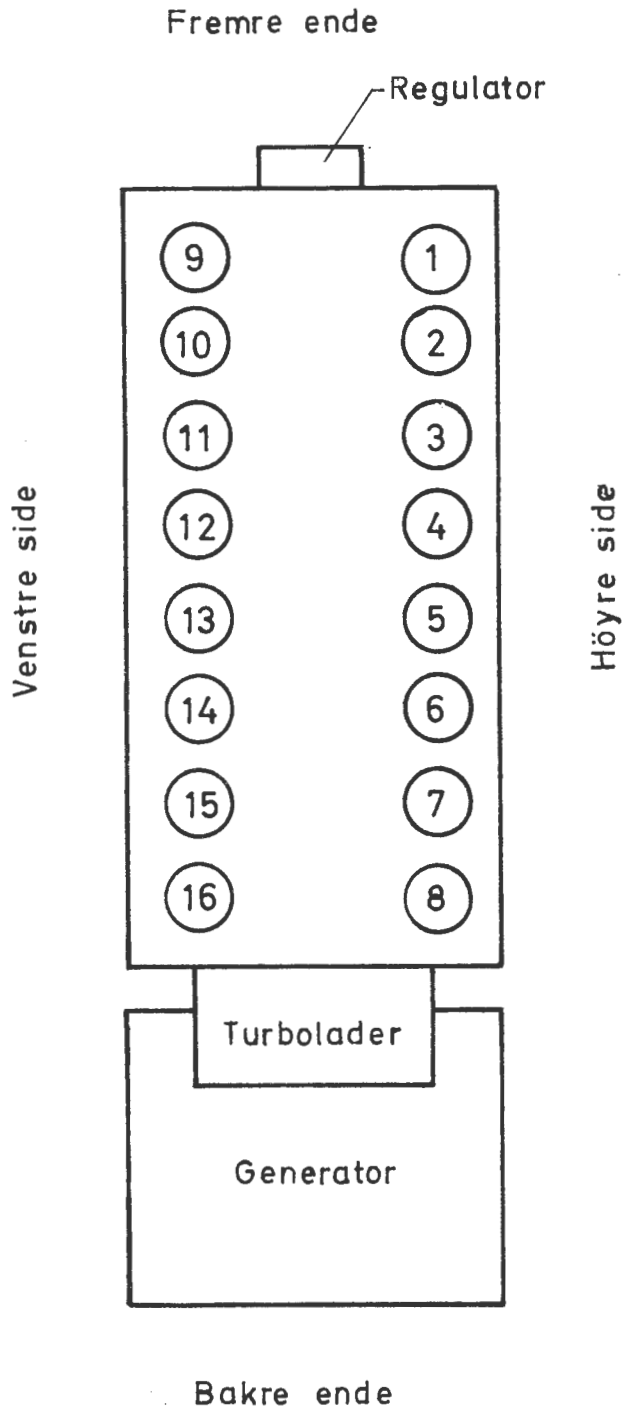 Fremre ende
Regulator
9 1
10 2
11 3
12 4
13 5
14 6
15 7
16 8
Venstre side
Höyre side
Turbolader
Generator
Bakre ende